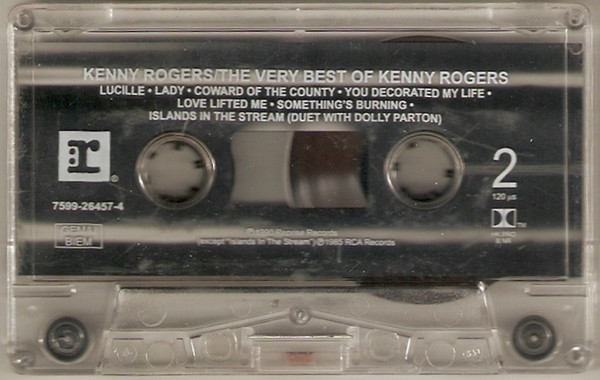 KENNY ROGERS/THE VERY BEST OF KENNY ROGERS
LUCILLE • LADY • COWARD OF THE COUNTY • YOU DECORATED MY LIFE •
LOVE LIFTED ME • SOMETHING'S BURNING •
ISLANDS IN THE STREAM (DUET WITH DOLLY PARTON)
r®
2
120 µs
7599-26457-4
GEMA
BIEM
℗1990 Reprise Records
(except "Islands In The Stream") ℗1985 RCA Records